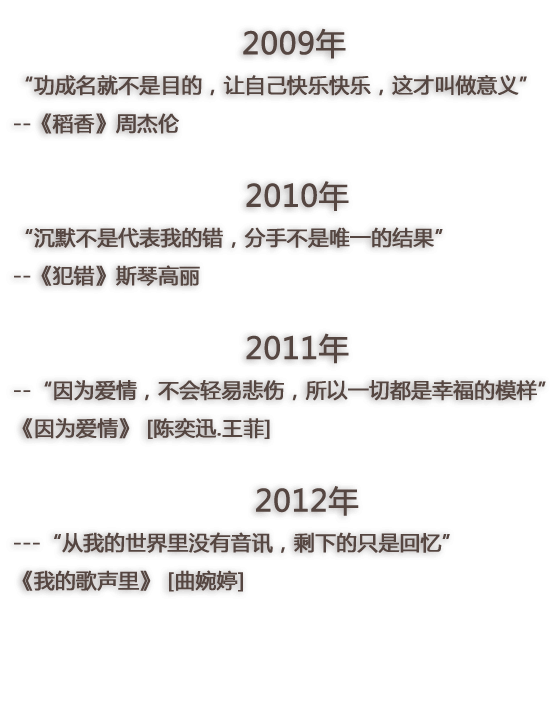 2009年
“功成名就不是目的，让自己快乐快乐，这才叫做意义”
--《稻香》周杰伦
2010年
“沉默不是代表我的错，分手不是唯一的结果”
--《犯错》斯琴高丽
2011年
--“因为爱情，不会轻易悲伤，所以一切都是幸福的模样”
《因为爱情》 [陈奕迅.王菲]
2012年
---“从我的世界里没有音讯，剩下的只是回忆”
《我的歌声里》 [曲婉婷]